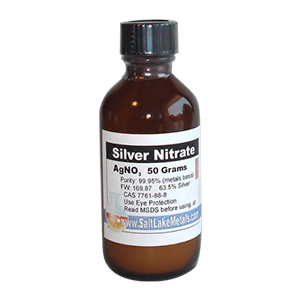 Silver Nitrate
AgNO₃ 50 Grams
Purity: 99.95% (metals basis)
FW: 169.87 63.5% Silver
CAS 7761-88-8
Use Eye Protection
Read MSDS before using.
www.SaltLakeMetals.com